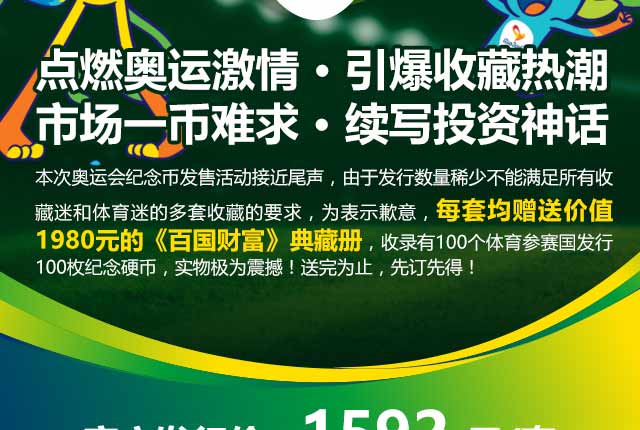 点燃奥运激情·引爆收藏热潮
市场一币难求·续写投资神话
本次奥运会纪念币发售活动接近尾声，由于发行数量稀少不能满足所有收
藏迷和体育迷的多套收藏的要求，为表示歉意，每套均赠送价值
1980元的《百国财富》典藏册，收录有100个体育参赛国发行
100枚纪念硬币，实物极为震撼！送完为止，先订先得！
1592